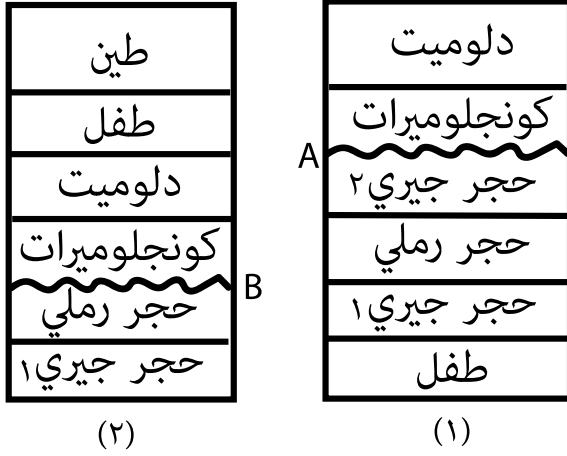 دلوميت
كونجلوميرات
A
حجر جيري٢
حجر رملي
حجر جيري١
طفل
(١)
طين
طفل
دلوميت
كونجلوميرات
B
حجر رملي
حجر جيري١
(٢)